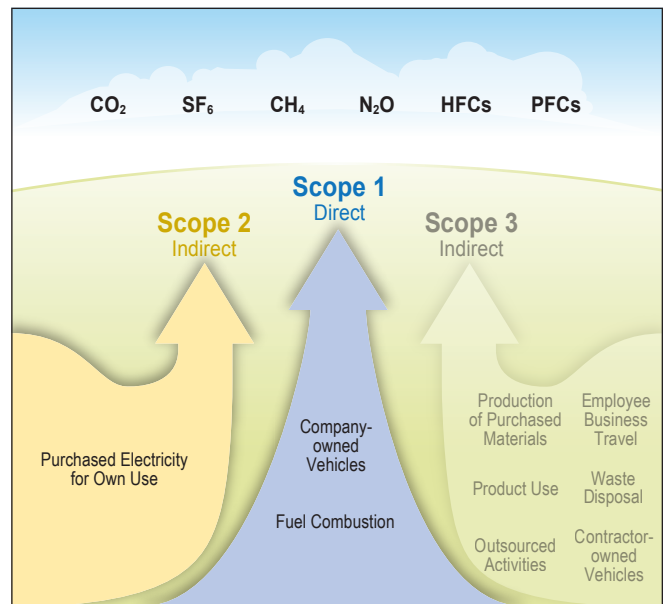 CO₂ SF₆ CH₄ N₂O HFCs PFCs
Scope 1
Direct
Scope 2
Indirect
Scope 3
Indirect
Purchased Electricity
for Own Use
Company-
owned
Vehicles
Fuel Combustion
Production
of Purchased
Materials
Employee
Business
Travel
Product Use
Waste
Disposal
Outsourced
Activities
Contractor-
owned
Vehicles